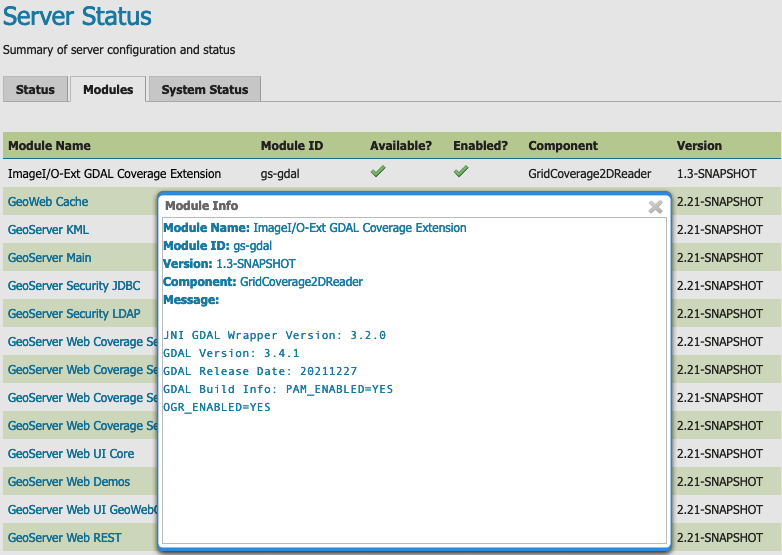 Server Status
Summary of server configuration and status
Status Modules System Status
Module Name Module ID Available? Enabled? Component Version
ImageI/O-Ext GDAL Coverage Extension gs-gdal GridCoverage2DReader 1.3-SNAPSHOT
GeoWeb Cache 2.21-SNAPSHOT
GeoServer KML 2.21-SNAPSHOT
GeoServer Main 2.21-SNAPSHOT
GeoServer Security JDBC 2.21-SNAPSHOT
GeoServer Security LDAP 2.21-SNAPSHOT
GeoServer Web Coverage Se 2.21-SNAPSHOT
GeoServer Web Coverage Se 2.21-SNAPSHOT
GeoServer Web Coverage Se 2.21-SNAPSHOT
GeoServer Web Coverage Se 2.21-SNAPSHOT
GeoServer Web UI Core 2.21-SNAPSHOT
GeoServer Web Demos 2.21-SNAPSHOT
GeoServer Web UI GeoWebC 2.21-SNAPSHOT
GeoServer Web REST 2.21-SNAPSHOT
Module Info
Module Name: ImageI/O-Ext GDAL Coverage Extension
Module ID: gs-gdal
Version: 1.3-SNAPSHOT
Component: GridCoverage2DReader
Message:
JNI GDAL Wrapper Version: 3.2.0
GDAL Version: 3.4.1
GDAL Release Date: 20211227
GDAL Build Info: PAM_ENABLED=YES
OGR_ENABLED=YES